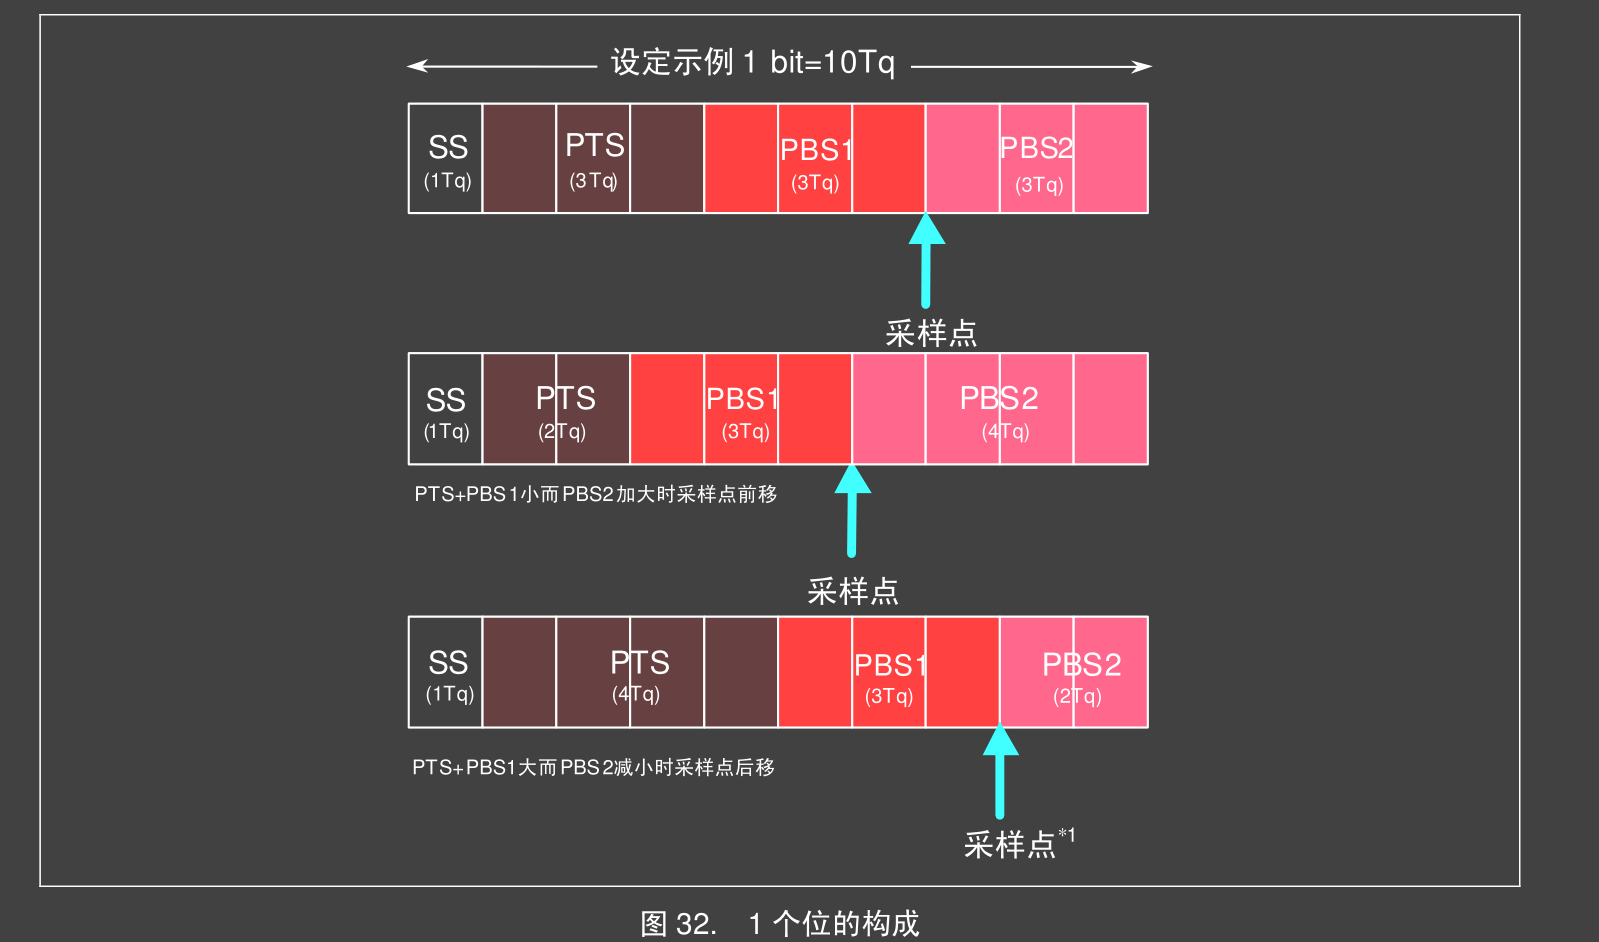 设定示例 1 bit=10Tq
SS PTS PBS1 PBS2
(1Tq) (3Tq) (3Tq) (3Tq)
采样点
SS PTS PBS1 PBS2
(1Tq) (2Tq) (3Tq) (4Tq)
PTS+PBS1小而PBS2加大时采样点前移
采样点
SS PTS PBS1 PBS2
(1Tq) (4Tq) (3Tq) (2Tq)
PTS+PBS1大而PBS2减小时采样点后移
采样点*1
图 32. 1 个位的构成